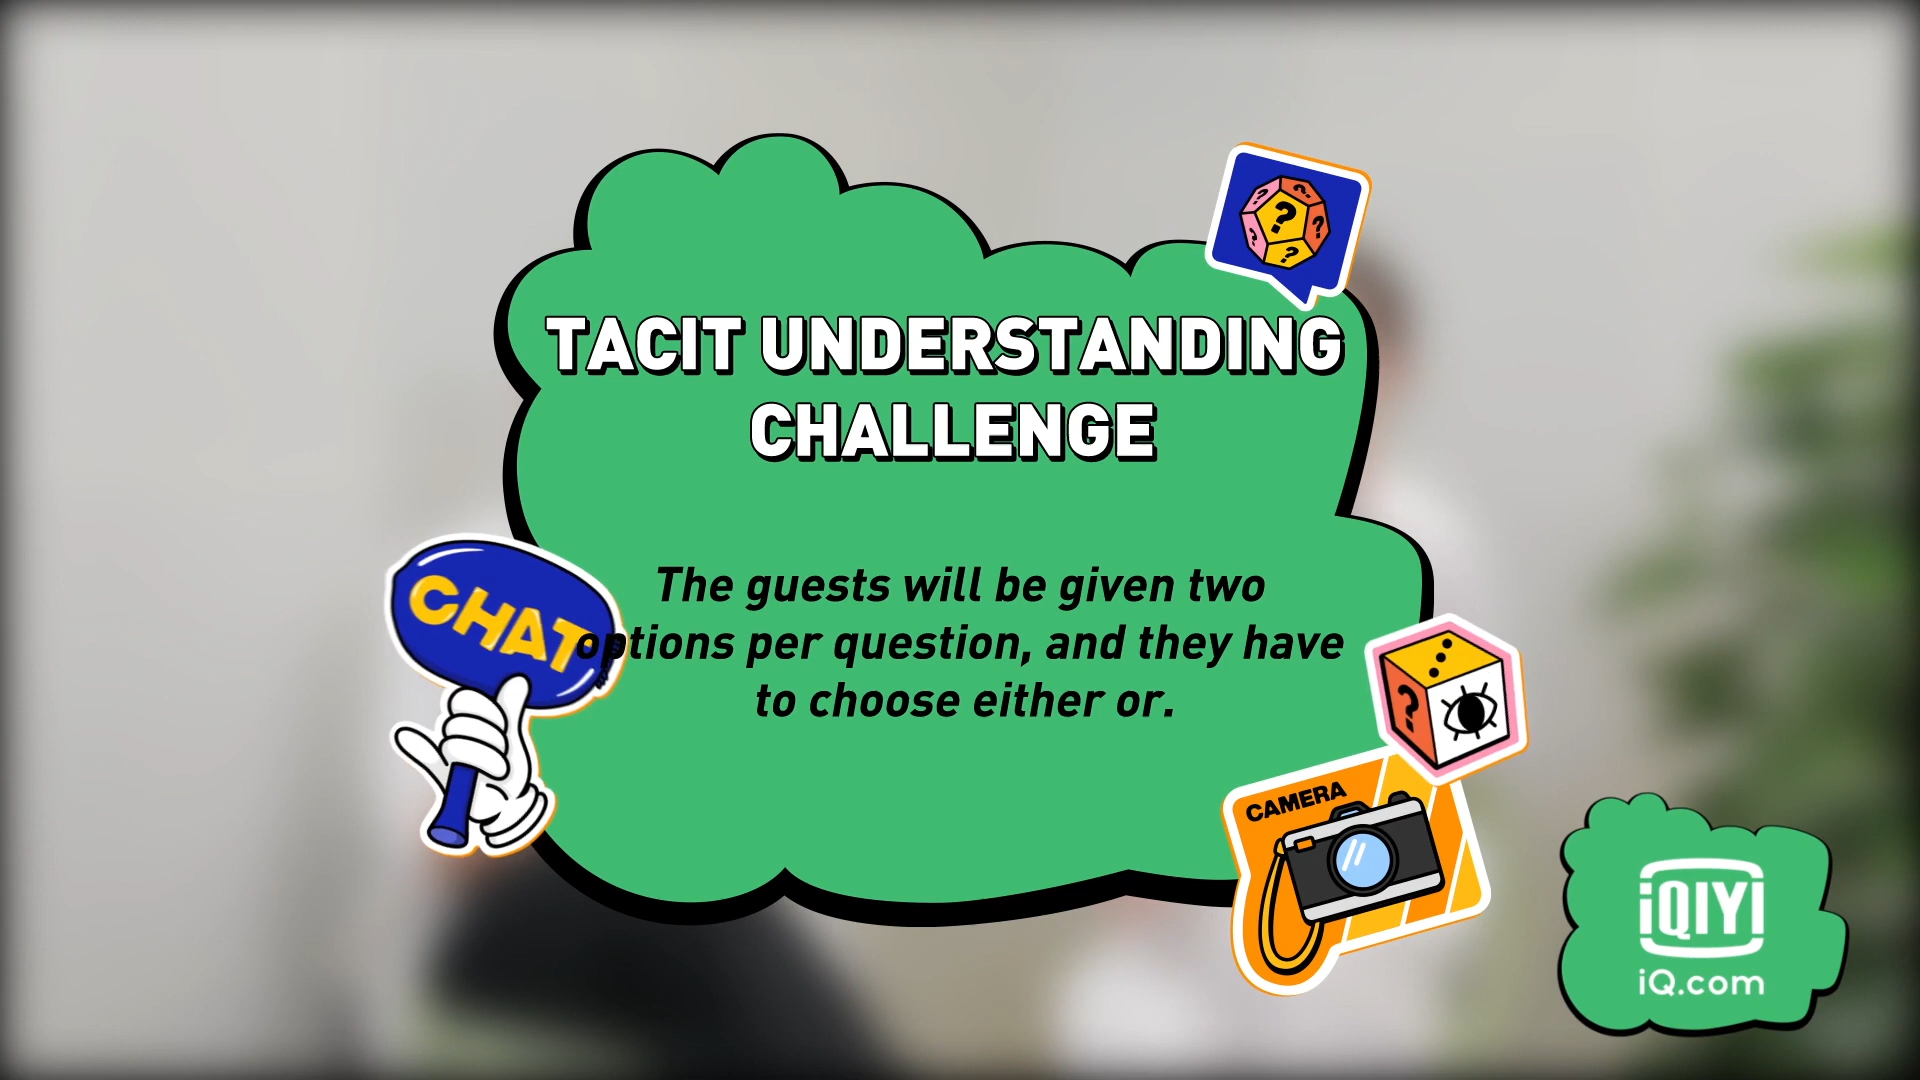 TACIT UNDERSTANDING
CHALLENGE
The guests will be given two
options per question, and they have
to choose either or.
CHAT
CAMERA
iQIYI
iQ.com